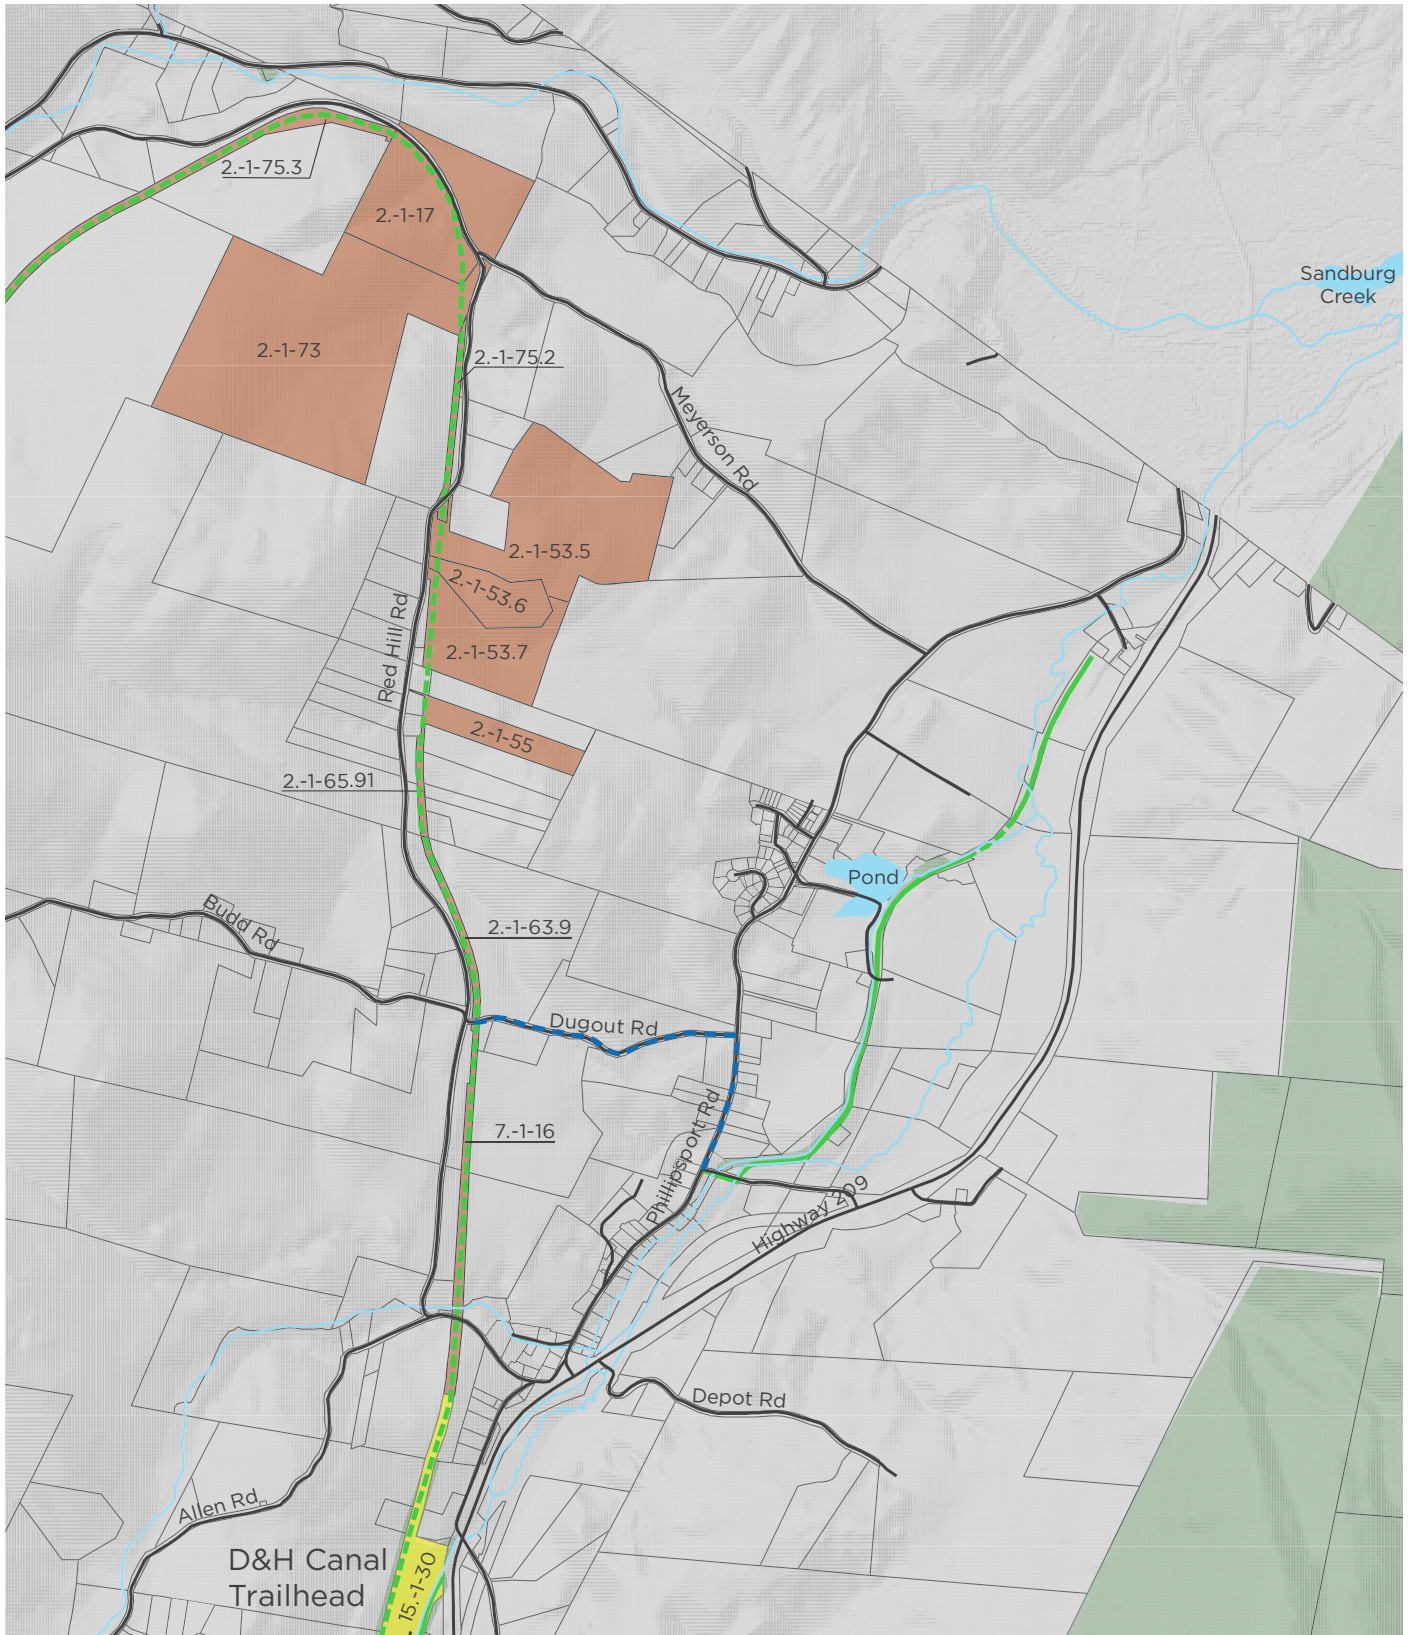 2.-1-75.3
2.-1-17
Sandburg
Creek
2.-1-73
2.-1-75.2
Meyerson Rd
2.-1-53.5
2.-1-53.6
Red Hill Rd
2.-1-53.7
2.-1-55
2.-1-65.91
Pond
Budd Rd
2.-1-63.9
Dugout Rd
7.-1-16
Phillipsport Rd
Highway 209
Depot Rd
Allen Rd
D&H Canal
Trailhead
15.-1-30